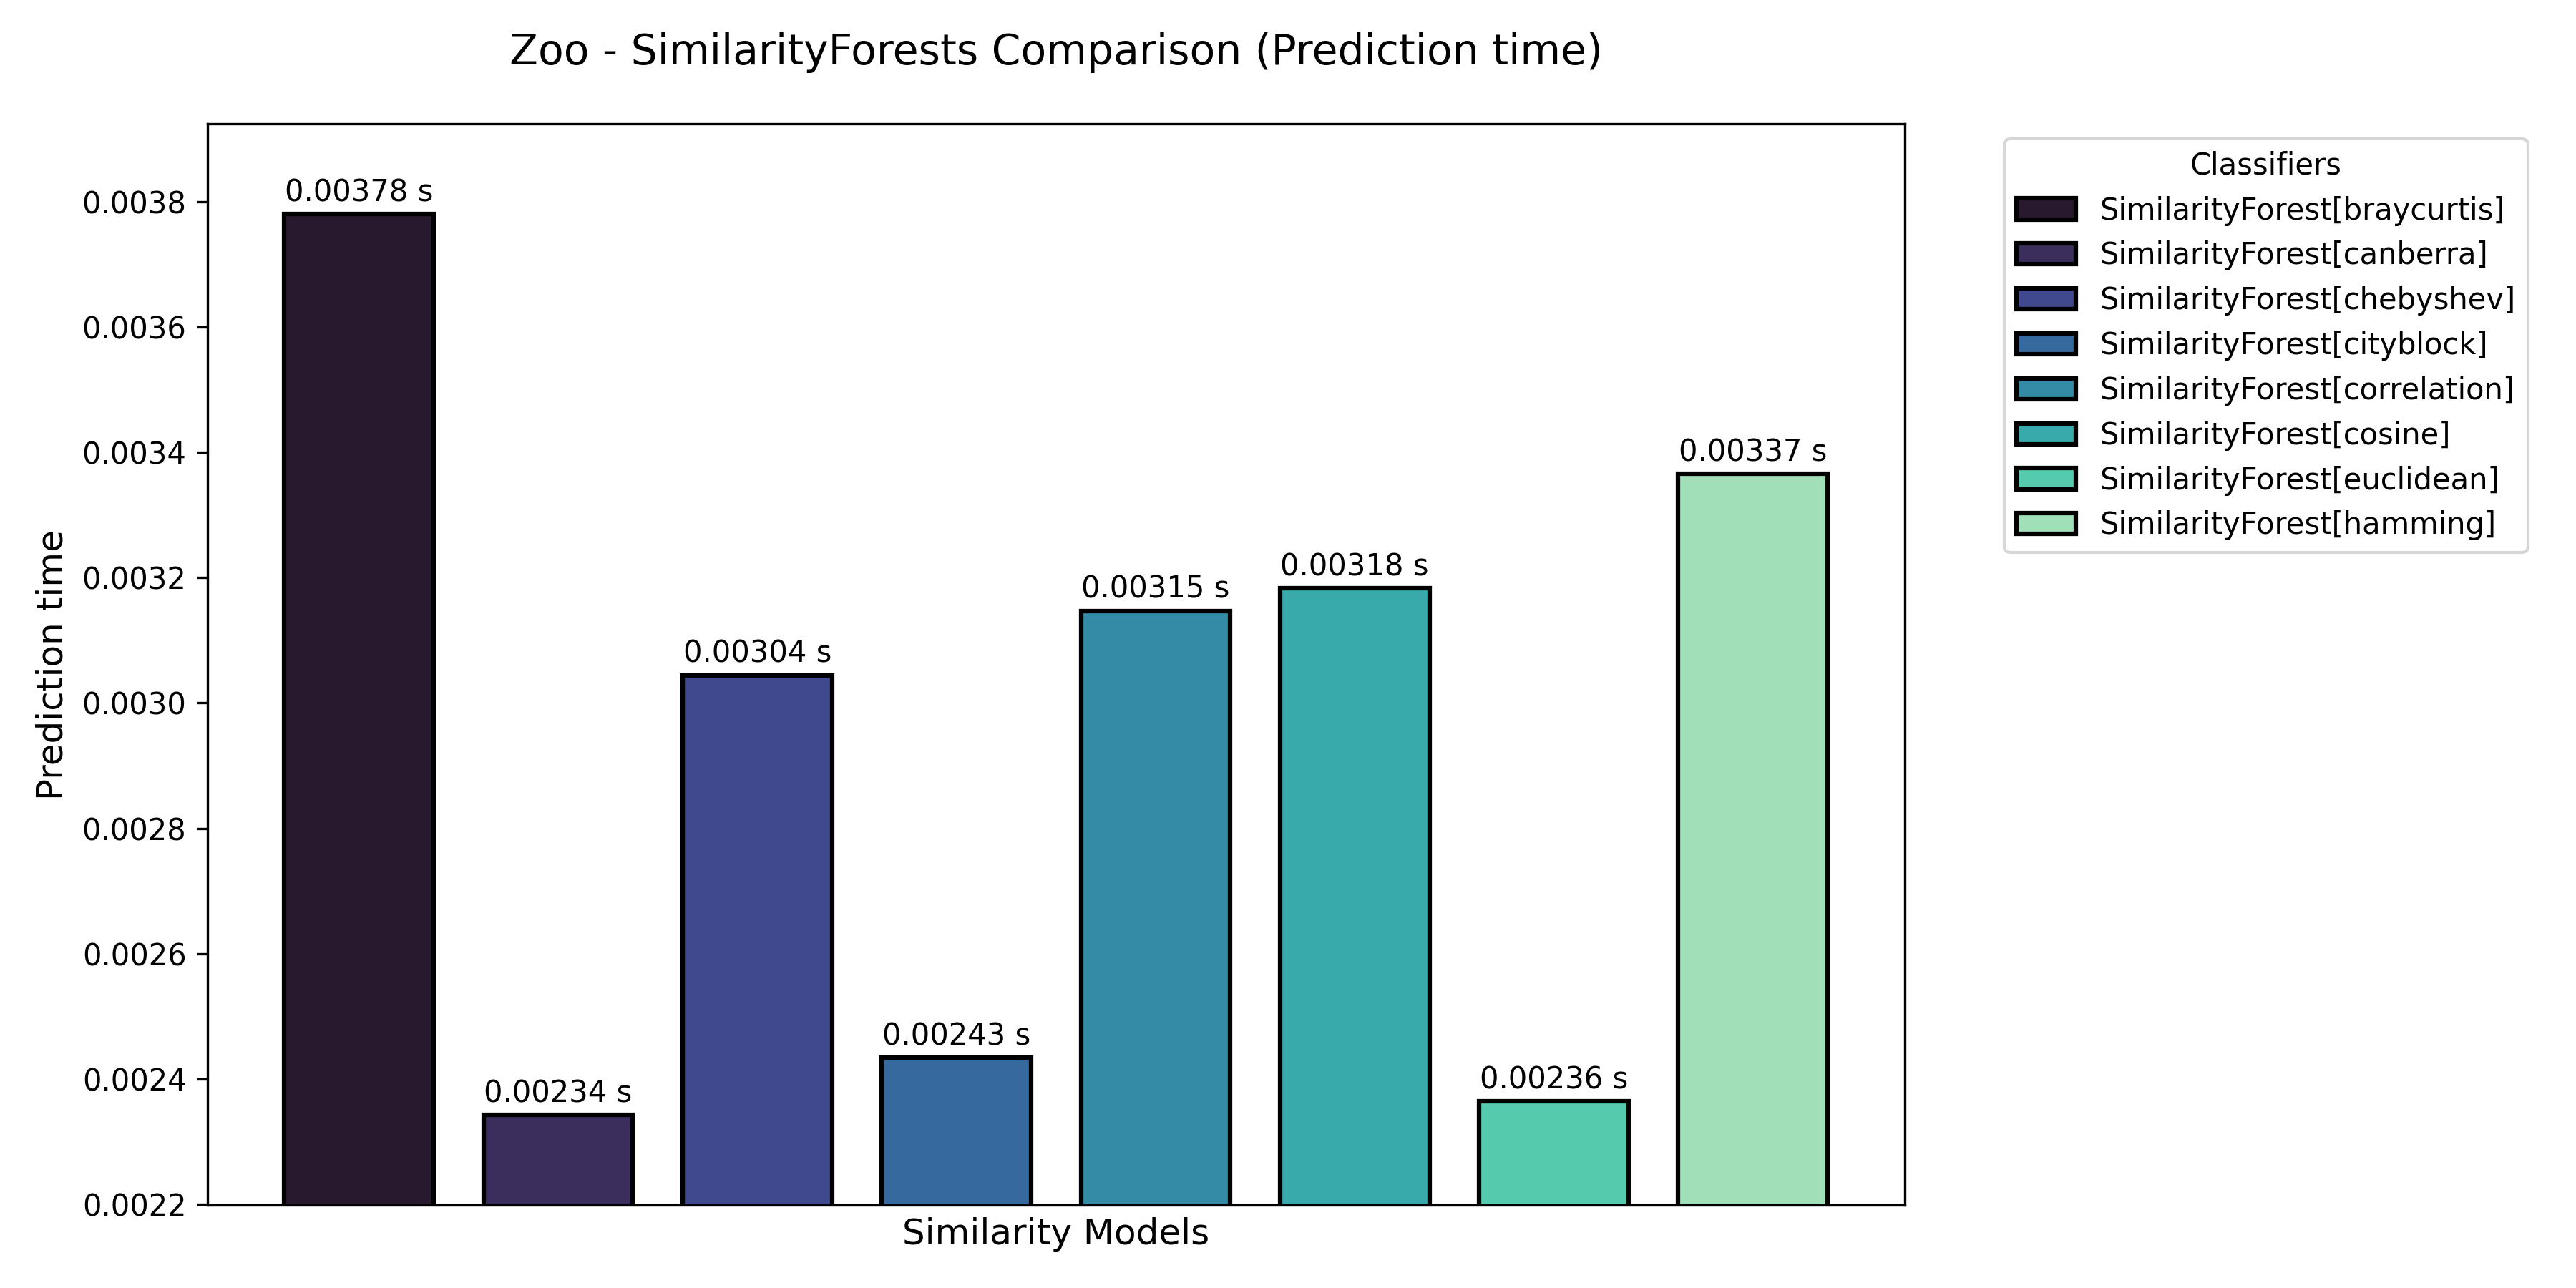 Zoo - SimilarityForests Comparison (Prediction time)
Prediction time
0.0038
0.0036
0.0034
0.0032
0.0030
0.0028
0.0026
0.0024
0.0022
0.00378 s
0.00234 s
0.00304 s
0.00243 s
0.00315 s
0.00318 s
0.00236 s
0.00337 s
Similarity Models
Classifiers
SimilarityForest[braycurtis]
SimilarityForest[canberra]
SimilarityForest[chebyshev]
SimilarityForest[cityblock]
SimilarityForest[correlation]
SimilarityForest[cosine]
SimilarityForest[euclidean]
SimilarityForest[hamming]